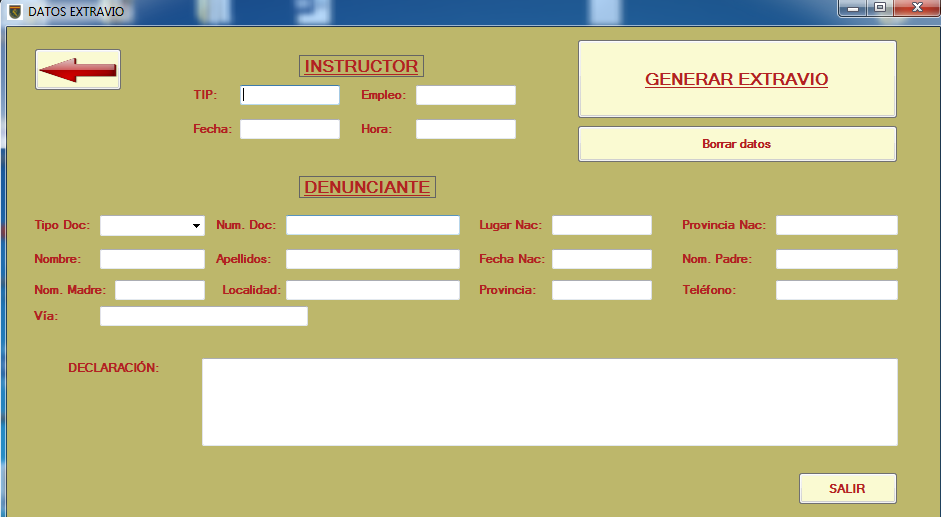 DATOS EXTRAVIO
INSTRUCTOR
GENERAR EXTRAVIO
TIP:
Empleo:
Fecha:
Hora:
Borrar datos
DENUNCIANTE
Tipo Doc:
Num. Doc:
Lugar Nac:
Provincia Nac:
Nombre:
Apellidos:
Fecha Nac:
Nom. Padre:
Nom. Madre:
Localidad:
Provincia:
Teléfono:
Vía:
DECLARACIÓN:
SALIR